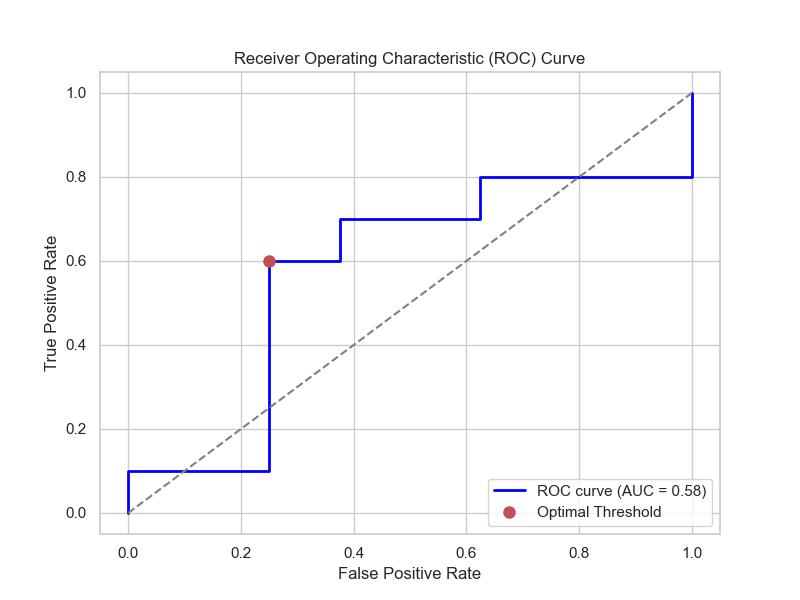 Receiver Operating Characteristic (ROC) Curve
True Positive Rate
1.0
0.8
0.6
0.4
0.2
0.0
ROC curve (AUC = 0.58)
Optimal Threshold
0.0 0.2 0.4 0.6 0.8 1.0
False Positive Rate